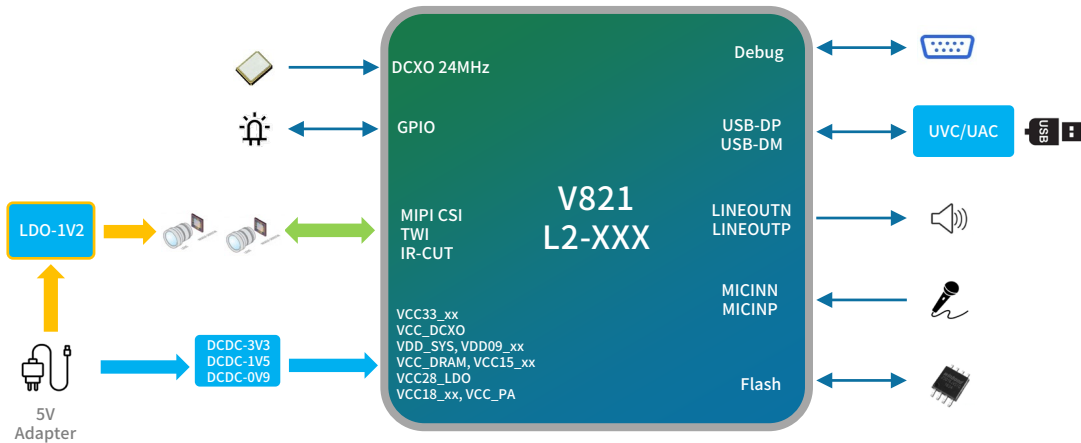 DCXO 24MHz
GPIO
LDO-1V2
MIPI CSI
TWI
IR-CUT
VCC33_xx
VCC_DCXO
VDD_SYS, VDD09_xx
VCC_DRAM, VCC15_xx
VCC28_LDO
VCC18_xx, VCC_PA
DCDC-3V3
DCDC-1V5
DCDC-0V9
5V
Adapter
V821
L2-XXX
Debug
USB-DP
USB-DM
UVC/UAC
USB
LINEOUTN
LINEOUTP
MICINN
MICINP
Flash